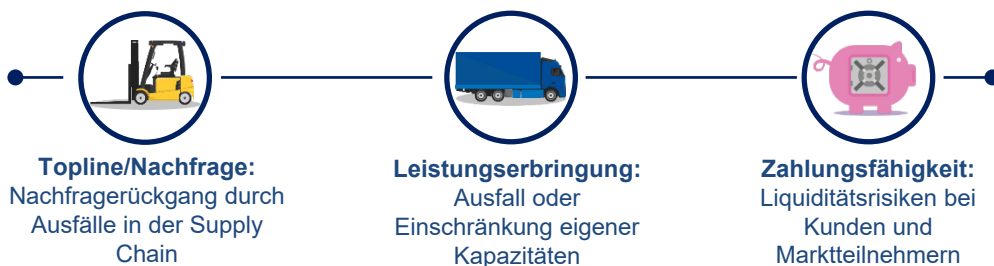 Topline/Nachfrage:
Nachfragerückgang durch
Ausfälle in der Supply
Chain
Leistungserbringung:
Ausfall oder
Einschränkung eigener
Kapazitäten
Zahlungsfähigkeit:
Liquiditätsrisiken bei
Kunden und
Marktteilnehmern